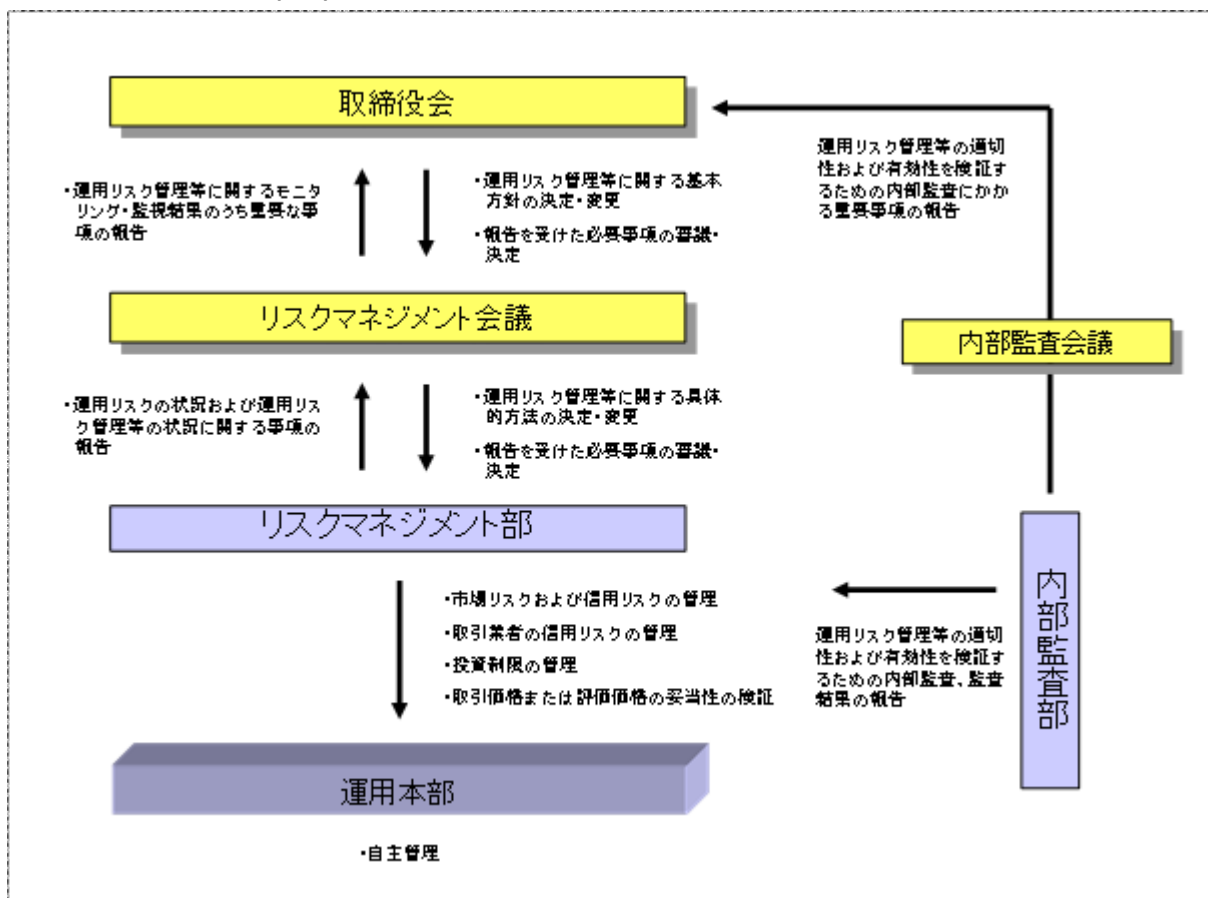 取締役会
・運用リスク管理等に関するモニ
タリング・監視結果のうち重要な事
項の報告
・運用リスク管理等に関する基本
方針の決定・変更
・報告を受けた必要事項の審議・
決定
運用リスク管理等の適切
性および有効性を検証す
るための内部監査にかか
る重要事項の報告
リスクマネジメント会議
内部監査会議
・運用リスクの状況および運用リス
ク管理等の状況に関する事項の
報告
・運用リスク管理等に関する具体
的方法の決定・変更
・報告を受けた必要事項の審議・
決定
リスクマネジメント部
内部監査部
・市場リスクおよび信用リスクの管理
・取引業者の信用リスクの管理
・投資制限の管理
・取引価格または評価価格の妥当性の検証
運用リスク管理等の適切
性および有効性を検証す
るための内部監査、監査
結果の報告
運用本部
・自主管理